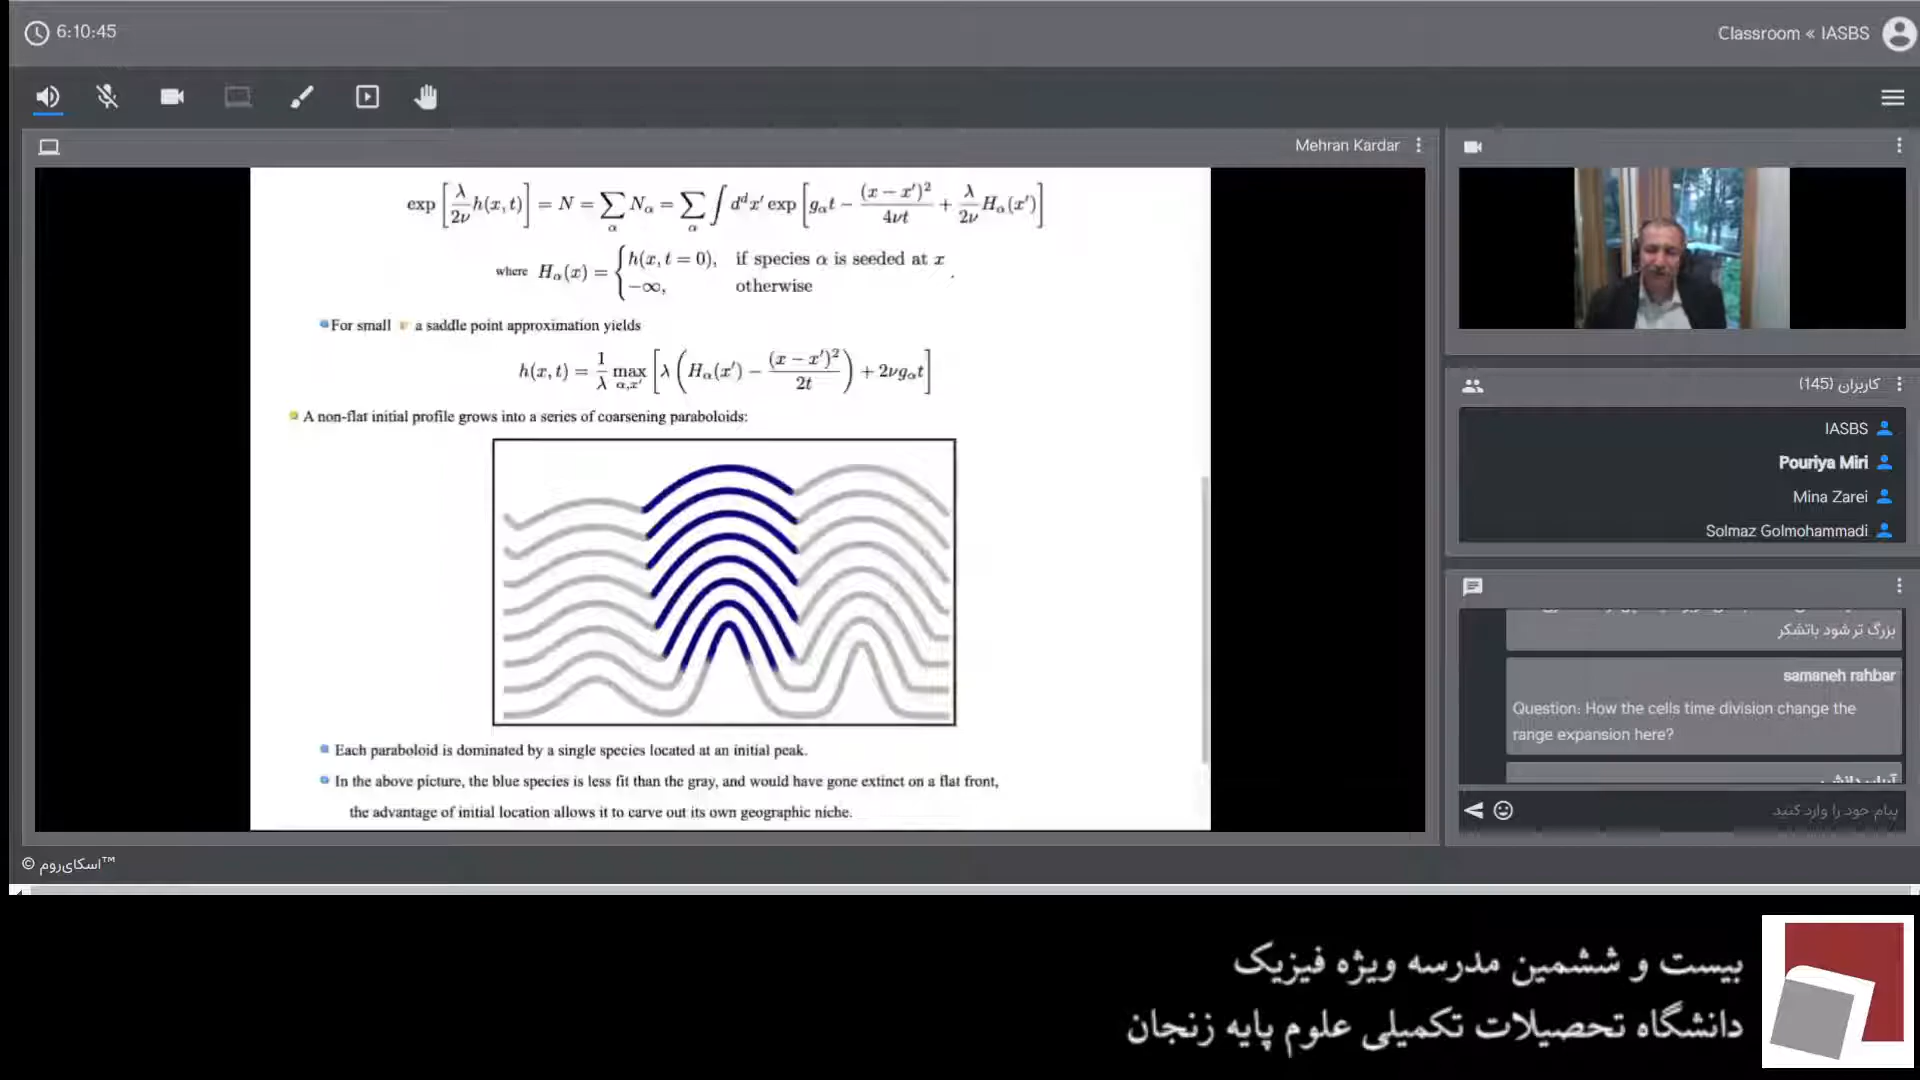 6:10:45
Classroom « IASBS
Mehran Kardar
exp[λ/2ν h(x,t)] = N = ∑_α N_α = ∑_α ∫ d^d x' exp[g_α t − (x − x')²/4νt + λ/2ν H_α(x')]
where H_α(x) = { h(x, t = 0), if species α is seeded at x
−∞, otherwise .
For small ν a saddle point approximation yields
h(x,t) = 1/λ max_{α,x'} [λ(H_α(x') − (x − x')²/2t) + 2νg_α t]
A non-flat initial profile grows into a series of coarsening paraboloids:
Each paraboloid is dominated by a single species located at an initial peak.
In the above picture, the blue species is less fit than the gray, and would have gone extinct on a flat front,
the advantage of initial location allows it to carve out its own geographic niche.
کاربران (145)
IASBS
Pouriya Miri
Mina Zarei
Solmaz Golmohammadi
بزرگ تر شود باتشکر
samaneh rahbar
Question: How the cells time division change the
range expansion here?
پیام خود را وارد کنید
© اسکای‌روم™
بیست و ششمین مدرسه ویژه فیزیک
دانشگاه تحصیلات تکمیلی علوم پایه زنجان